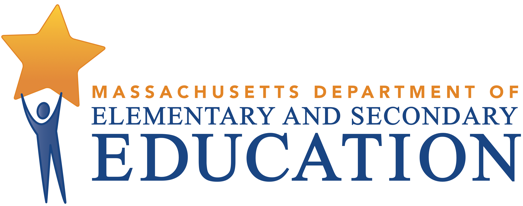 MASSACHUSETTS DEPARTMENT OF
ELEMENTARY AND SECONDARY
EDUCATION